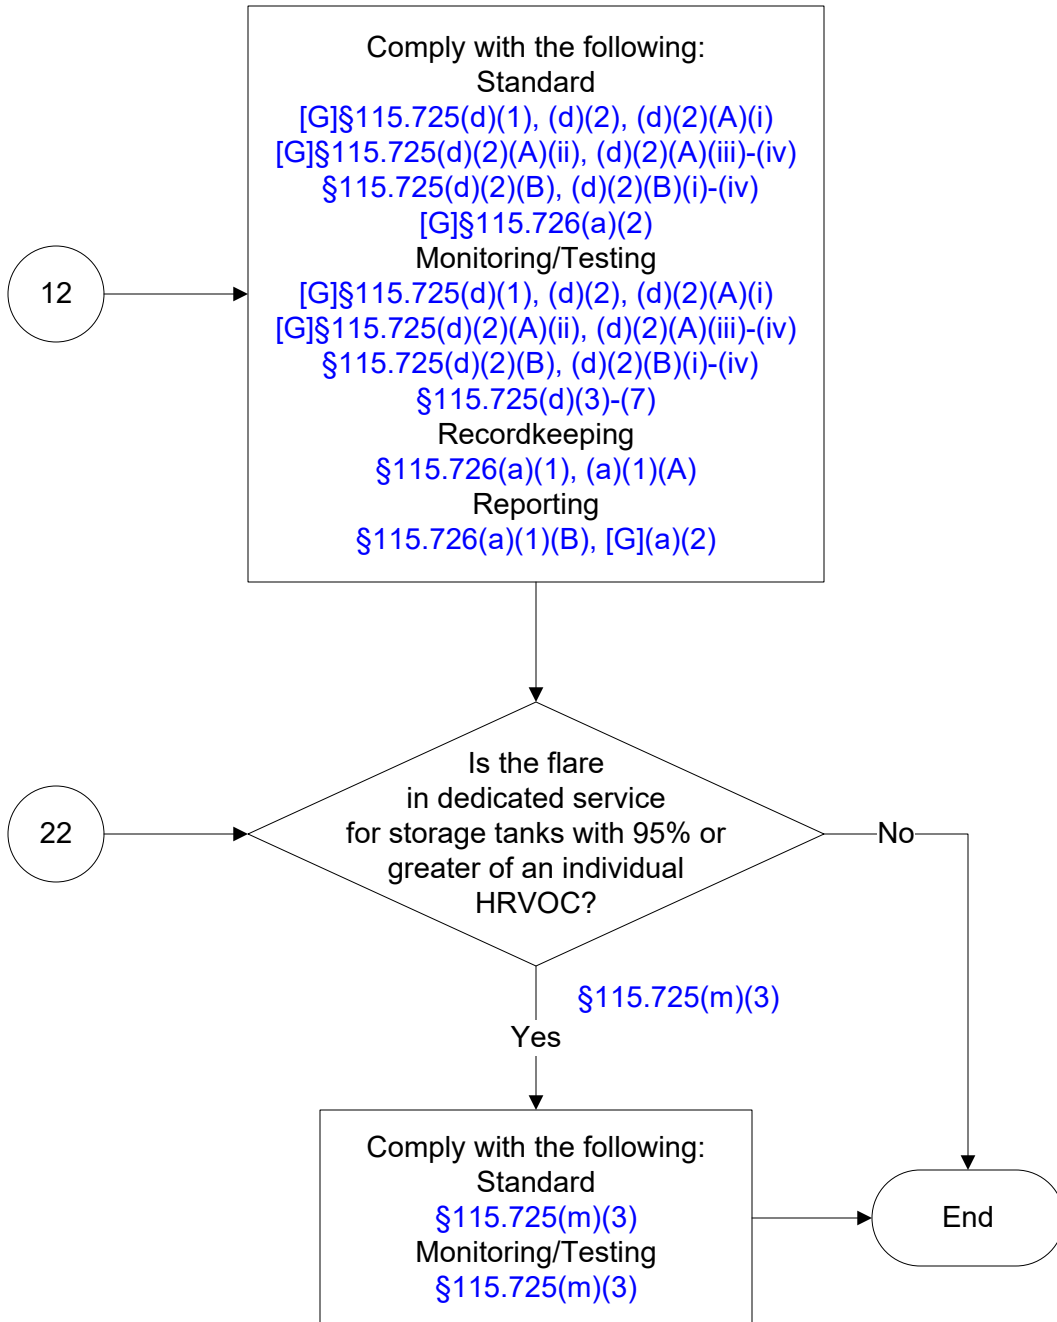 Comply with the following:
Standard
[G]§115.725(d)(1), (d)(2), (d)(2)(A)(i)
[G]§115.725(d)(2)(A)(ii), (d)(2)(A)(iii)-(iv)
§115.725(d)(2)(B), (d)(2)(B)(i)-(iv)
[G]§115.726(a)(2)
Monitoring/Testing
[G]§115.725(d)(1), (d)(2), (d)(2)(A)(i)
[G]§115.725(d)(2)(A)(ii), (d)(2)(A)(iii)-(iv)
§115.725(d)(2)(B), (d)(2)(B)(i)-(iv)
§115.725(d)(3)-(7)
Recordkeeping
§115.726(a)(1), (a)(1)(A)
Reporting
§115.726(a)(1)(B), [G](a)(2)
12
Is the flare
in dedicated service
for storage tanks with 95% or
greater of an individual
HRVOC?
22
No
§115.725(m)(3)
Yes
Comply with the following:
Standard
§115.725(m)(3)
Monitoring/Testing
§115.725(m)(3)
End